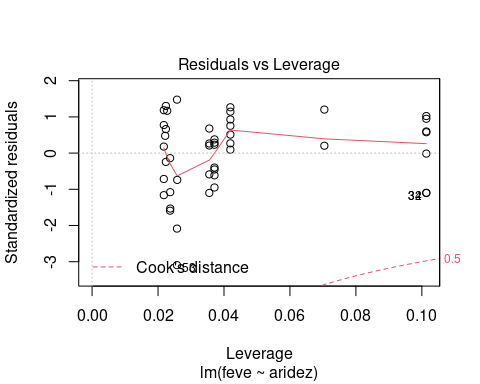 Residuals vs Leverage
Standardized residuals
2
1
0
-1
-2
-3
32
0.5
Cook's distance
0.00 0.02 0.04 0.06 0.08 0.10
Leverage
lm(feve ~ aridez)